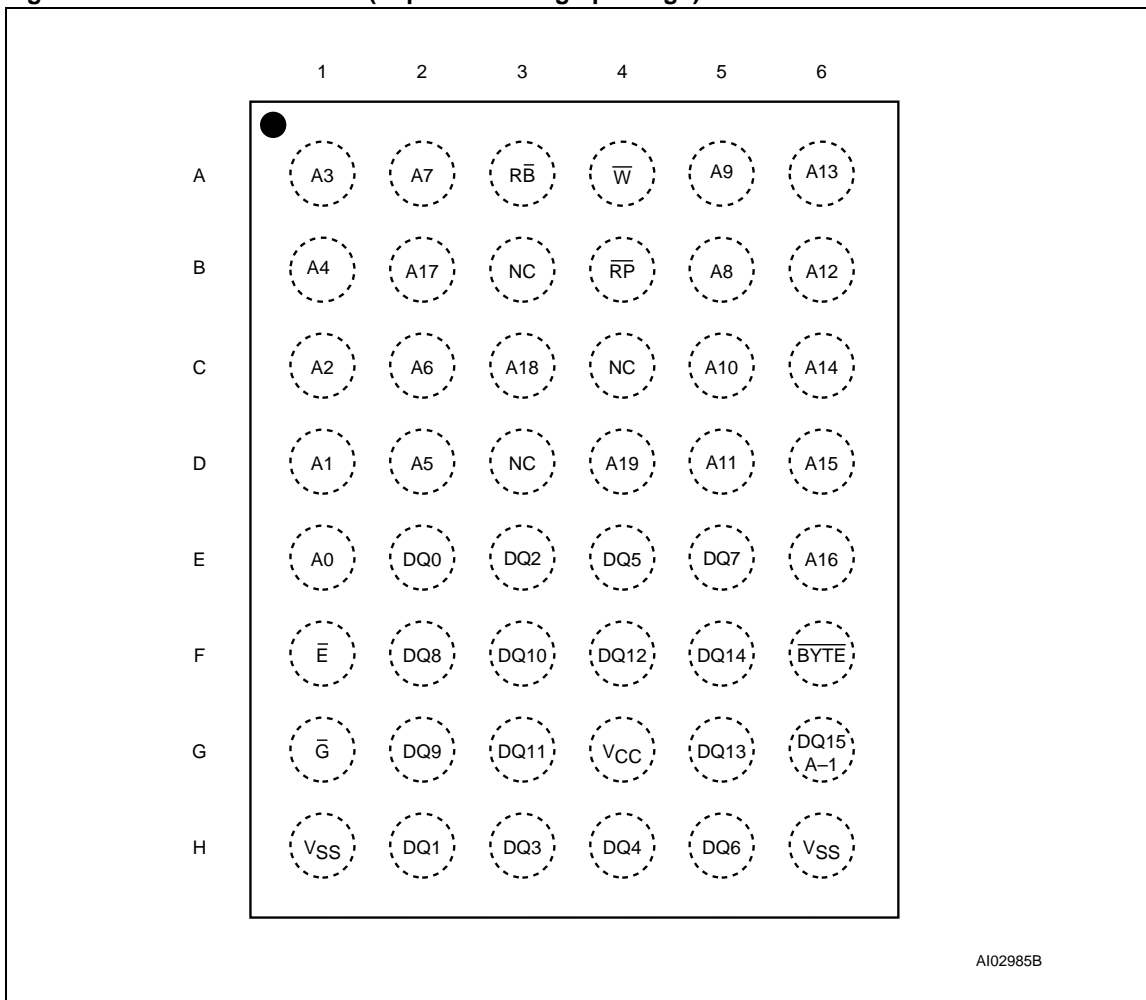 1 2 3 4 5 6
A A3 A7 RB̅ W̅ A9 A13
B A4 A17 NC R̅P̅ A8 A12
C A2 A6 A18 NC A10 A14
D A1 A5 NC A19 A11 A15
E A0 DQ0 DQ2 DQ5 DQ7 A16
F E̅ DQ8 DQ10 DQ12 DQ14 B̅Y̅T̅E̅
G G̅ DQ9 DQ11 VCC DQ13 DQ15 A–1
H VSS DQ1 DQ3 DQ4 DQ6 VSS
AI02985B